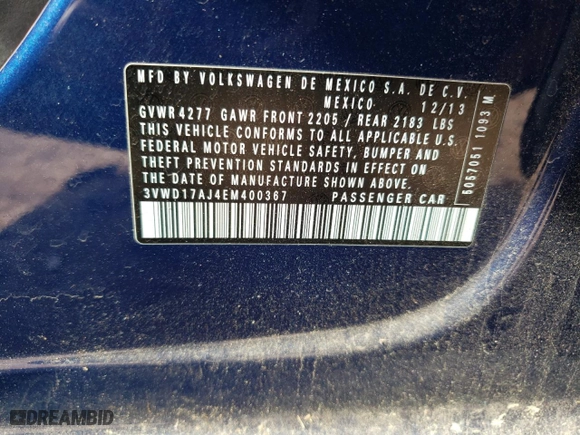 MFD BY VOLKSWAGEN DE MEXICO S.A. DE C.V.
MEXICO 12/13
GVWR 4277 GAWR FRONT 2205 / REAR 2183 LBS
THIS VEHICLE CONFORMS TO ALL APPLICABLE U.S.
FEDERAL MOTOR VEHICLE SAFETY, BUMPER AND
THEFT PREVENTION STANDARDS IN EFFECT ON
THE DATE OF MANUFACTURE SHOWN ABOVE.
3VWD17AJ4EM400367 PASSENGER CAR
5057051 1093 M
DREAMBID